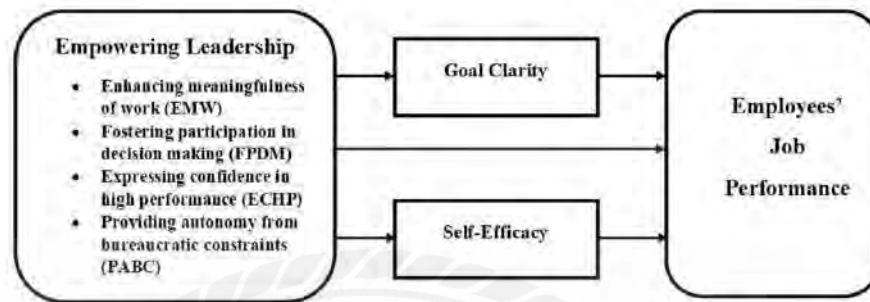 Empowering Leadership
• Enhancing meaningfulness
of work (EMW)
• Fostering participation in
decision making (FPDM)
• Expressing confidence in
high performance (ECHP)
• Providing autonomy from
bureaucratic constraints
(PABC)
Goal Clarity
Self-Efficacy
Employees’
Job
Performance